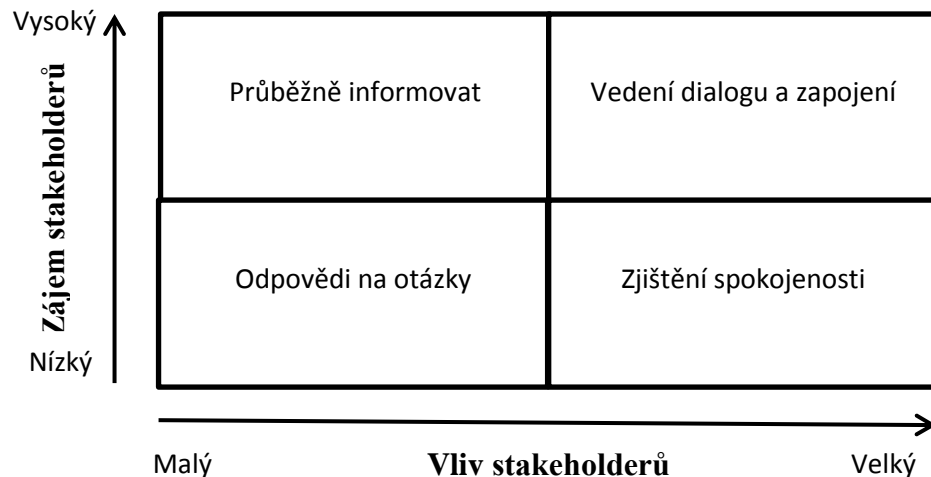 Vysoký
Průběžně informovat
Vedení dialogu a zapojení
Zájem stakeholderů
Odpovědi na otázky
Zjištění spokojenosti
Nízký
Malý
Vliv stakeholderů
Velký